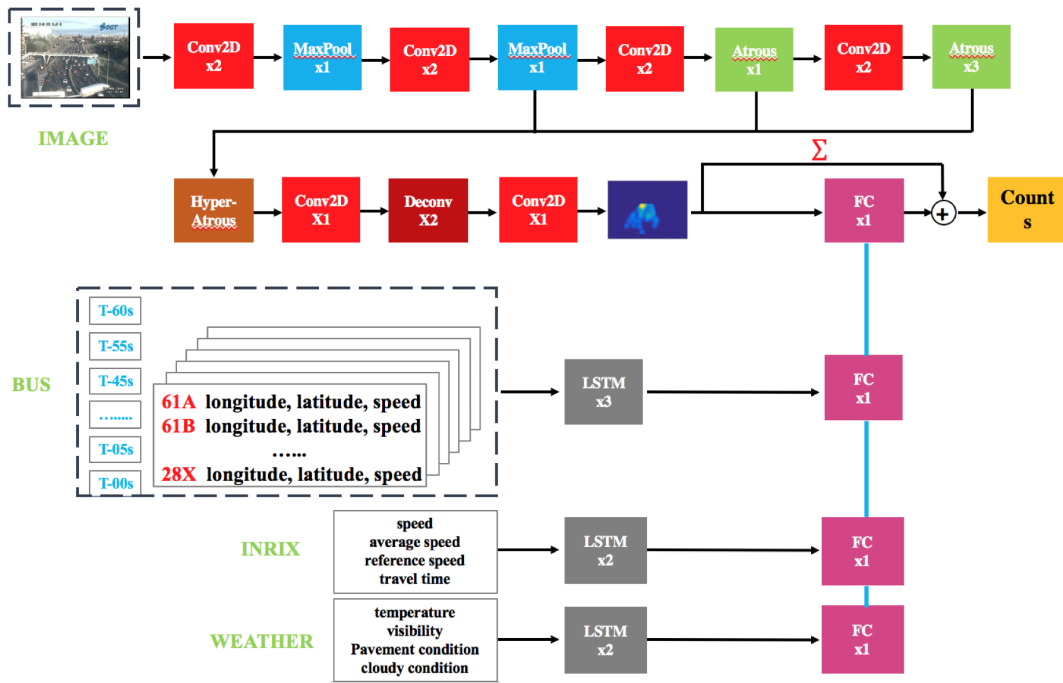 DGT
Conv2D
x2
MaxPool
x1
Conv2D
x2
MaxPool
x1
Conv2D
x2
Atrous
x1
Conv2D
x2
Atrous
x3
IMAGE
Σ
Hyper-
Atrous
Conv2D
X1
Deconv
X2
Conv2D
X1
FC
x1
+
Count
s
BUS
T-60s
T-55s
T-45s
…......
T-05s
T-00s
61A longitude, latitude, speed
61B longitude, latitude, speed
…...
28X longitude, latitude, speed
LSTM
x3
FC
x1
INRIX
speed
average speed
reference speed
travel time
LSTM
x2
FC
x1
WEATHER
temperature
visibility
Pavement condition
cloudy condition
LSTM
x2
FC
x1